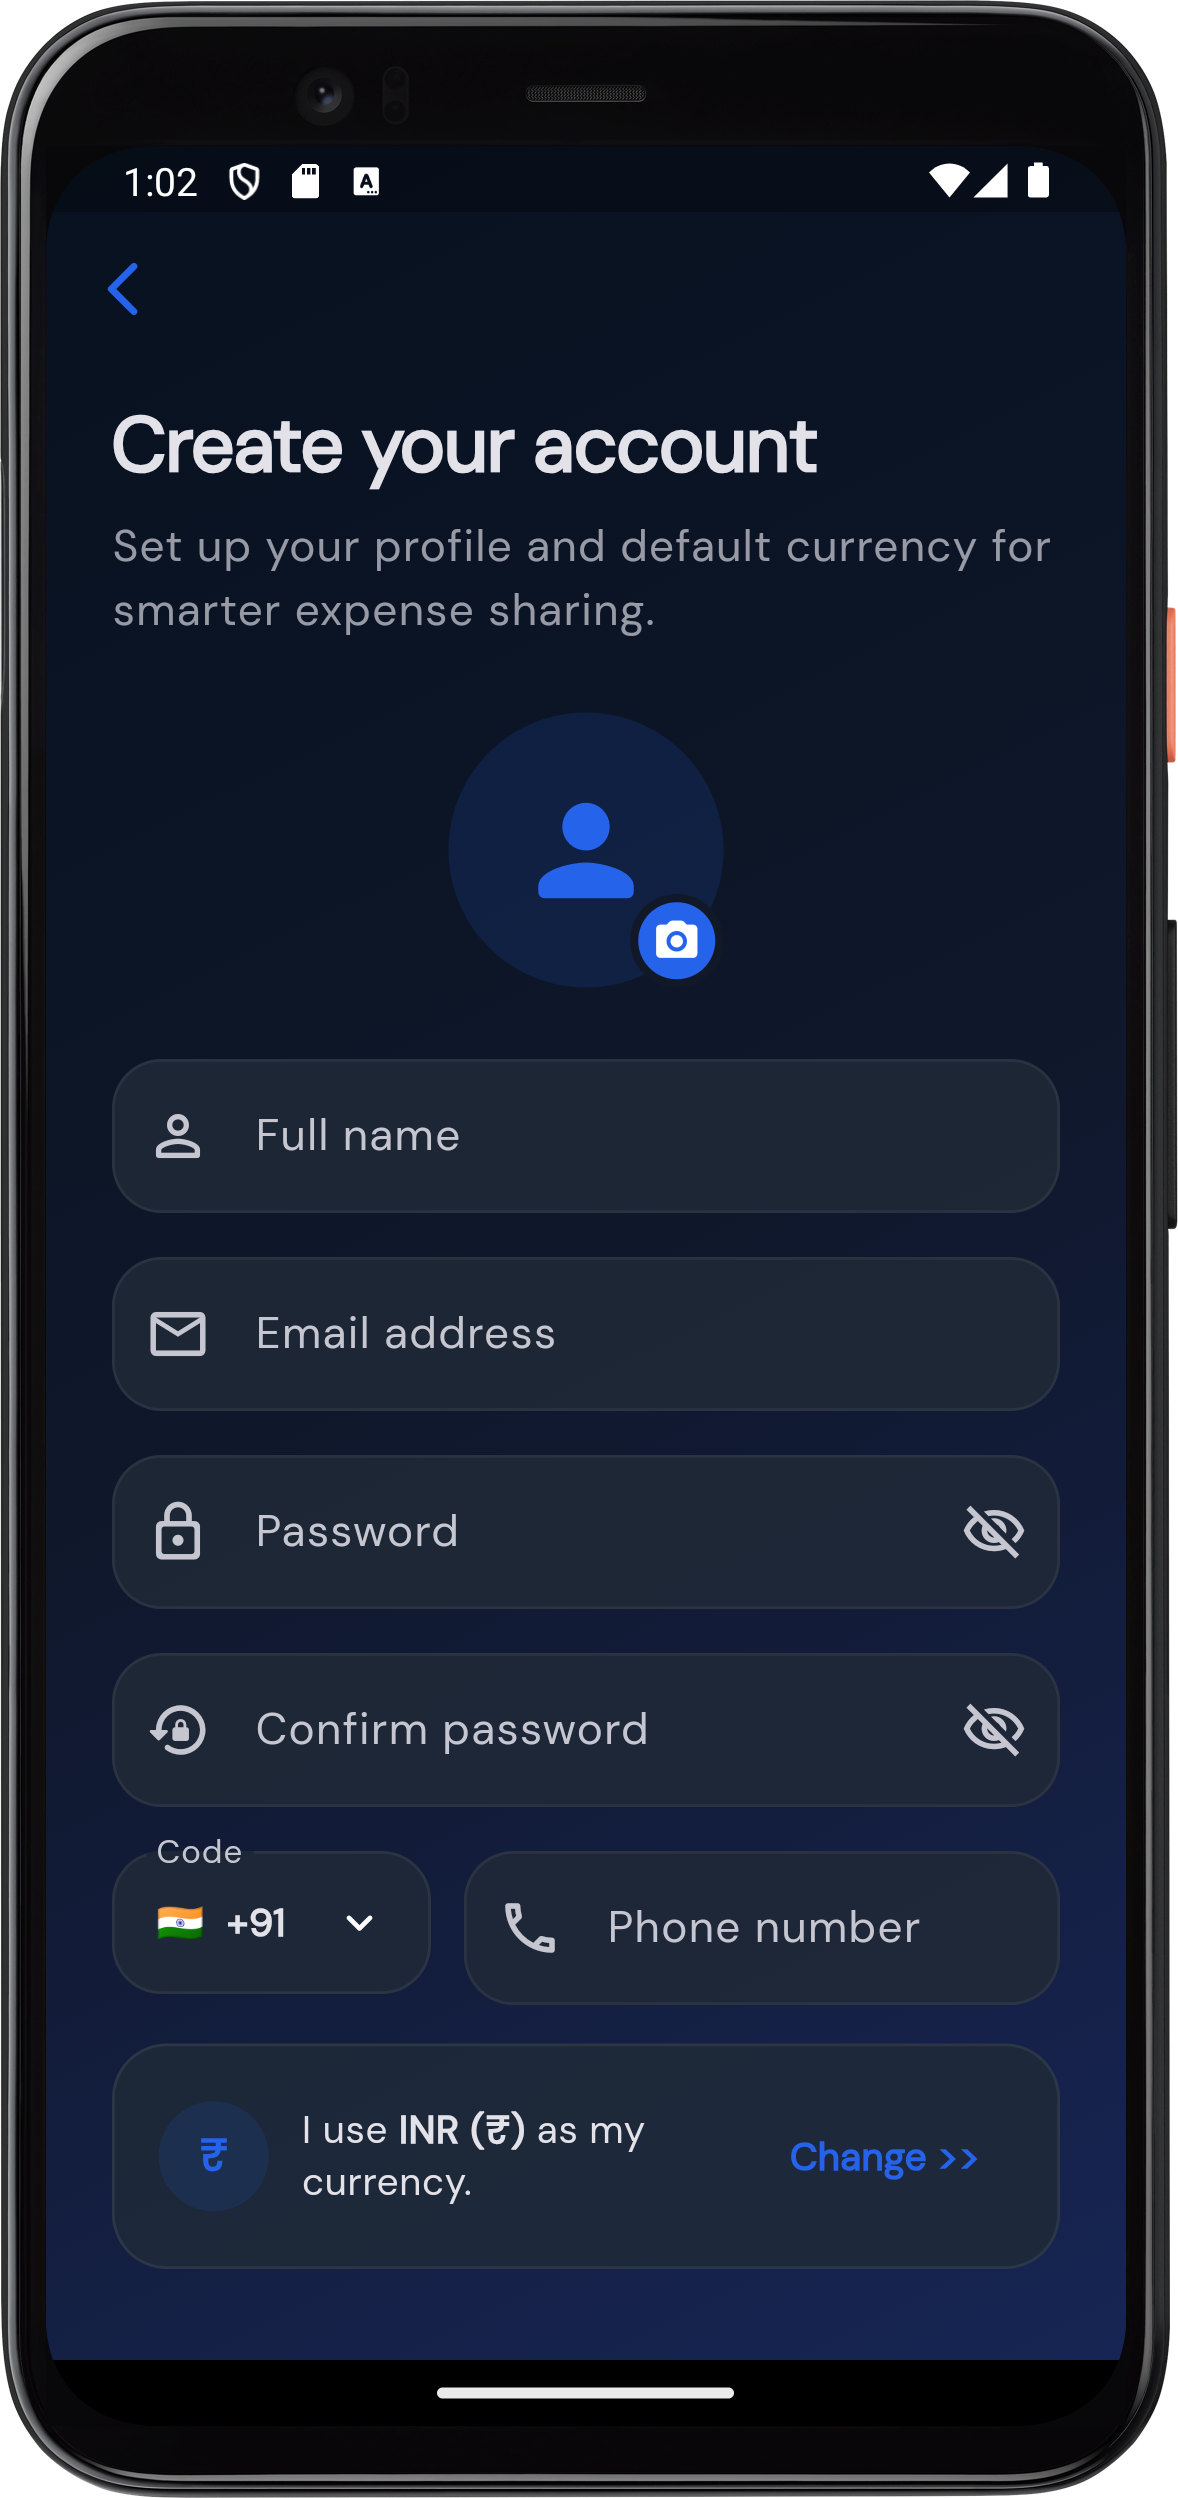 1:02
Create your account
Set up your profile and default currency for
smarter expense sharing.
Full name
Email address
Password
Confirm password
Code
+91
Phone number
₹
I use INR (₹) as my
currency.
Change >>